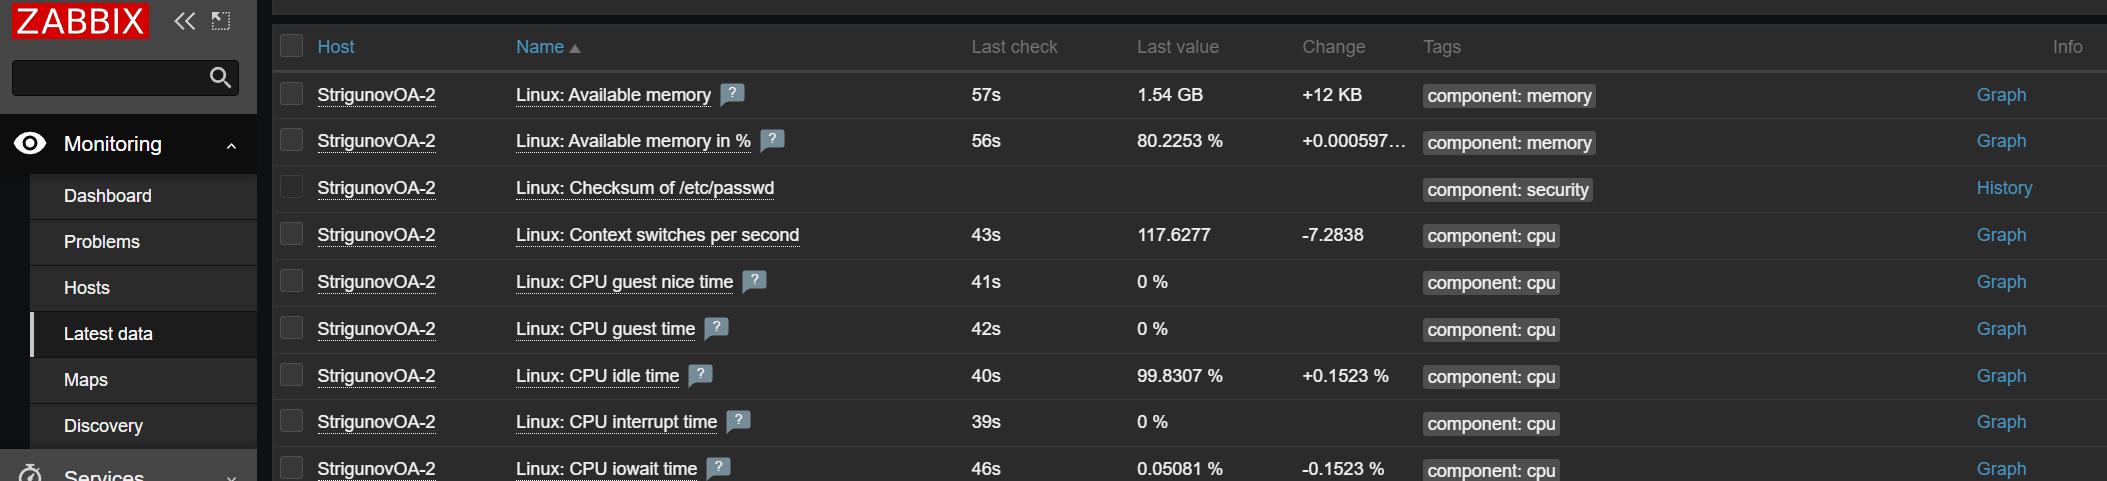 ZABBIX
Monitoring
Dashboard
Problems
Hosts
Latest data
Maps
Discovery
Services
Host Name Last check Last value Change Tags Info
StrigunovOA-2 Linux: Available memory ? 57s 1.54 GB +12 KB component: memory Graph
StrigunovOA-2 Linux: Available memory in % ? 56s 80.2253 % +0.000597... component: memory Graph
StrigunovOA-2 Linux: Checksum of /etc/passwd component: security History
StrigunovOA-2 Linux: Context switches per second 43s 117.6277 -7.2838 component: cpu Graph
StrigunovOA-2 Linux: CPU guest nice time ? 41s 0 % component: cpu Graph
StrigunovOA-2 Linux: CPU guest time ? 42s 0 % component: cpu Graph
StrigunovOA-2 Linux: CPU idle time ? 40s 99.8307 % +0.1523 % component: cpu Graph
StrigunovOA-2 Linux: CPU interrupt time ? 39s 0 % component: cpu Graph
StrigunovOA-2 Linux: CPU iowait time ? 46s 0.05081 % -0.1523 % component: cpu Graph